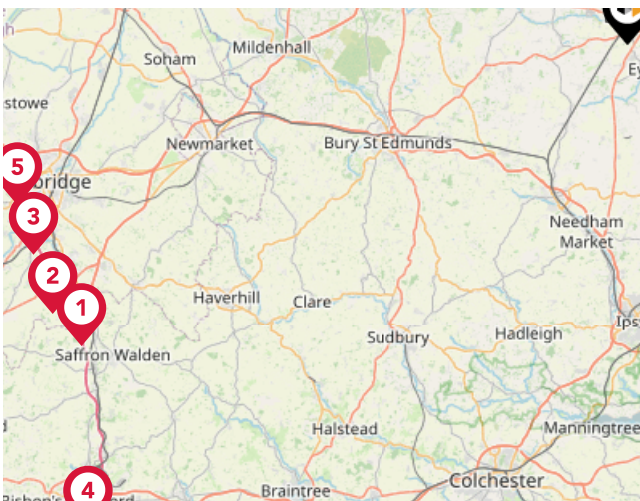 Mildenhall
Soham
stowe
Newmarket
Bury St Edmunds
5
bridge
3
Needham
Market
2
Haverhill
Clare
1
Sudbury
Hadleigh
Ips
Saffron Walden
Halstead
Manningtree
4
Braintree
Colchester
Ey